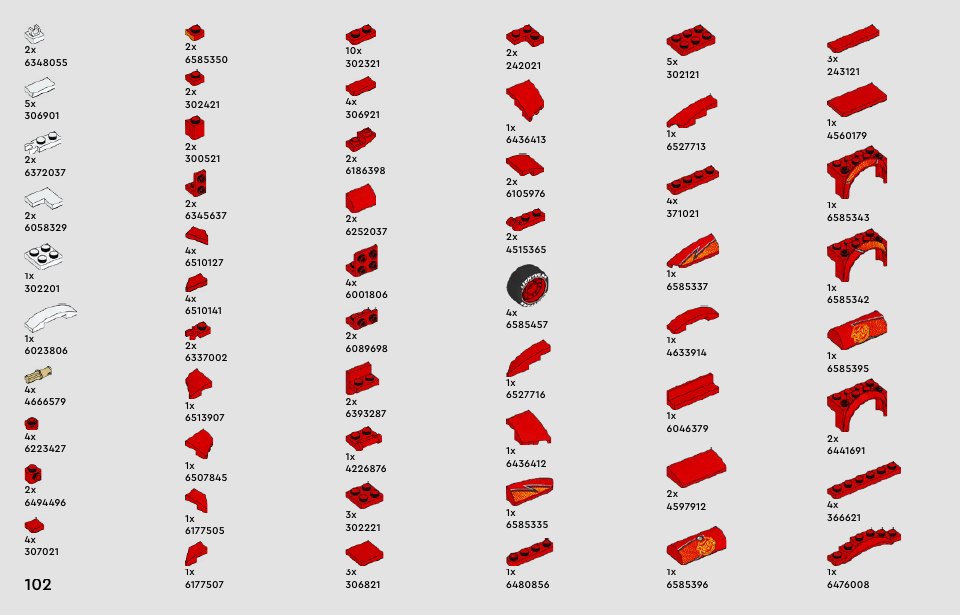 2x
6348055
5x
306901
2x
6372037
2x
6058329
1x
302201
1x
6023806
4x
4666579
4x
6223427
2x
6494496
4x
307021
102
2x
6585350
2x
302421
2x
300521
2x
6345637
4x
6510127
4x
6510141
2x
6337002
1x
6513907
1x
6507845
1x
6177505
1x
6177507
10x
302321
4x
306921
2x
6186398
2x
6252037
4x
6001806
2x
6089698
2x
6393287
1x
4226876
3x
302221
3x
306821
2x
242021
1x
6436413
2x
6105976
2x
4515365
4x
6585457
1x
6527716
1x
6436412
1x
6585335
1x
6480856
5x
302121
1x
6527713
4x
371021
1x
6585337
1x
4633914
1x
6046379
2x
4597912
1x
6585396
3x
243121
1x
4560179
1x
6585343
1x
6585342
1x
6585395
2x
6441691
4x
366621
1x
6476008